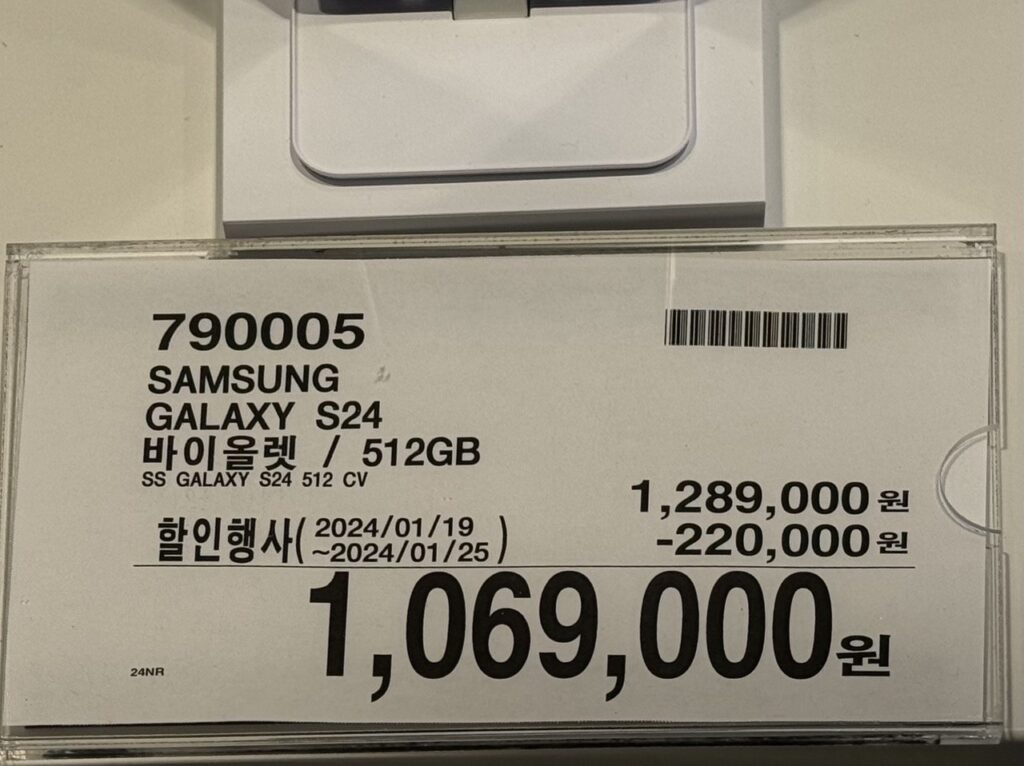 790005
SAMSUNG
GALAXY S24
바이올렛 / 512GB
SS GALAXY S24 512 CV
1,289,000원
할인행사( 2024/01/19
~2024/01/25 )
-220,000원
1,069,000원
24NR